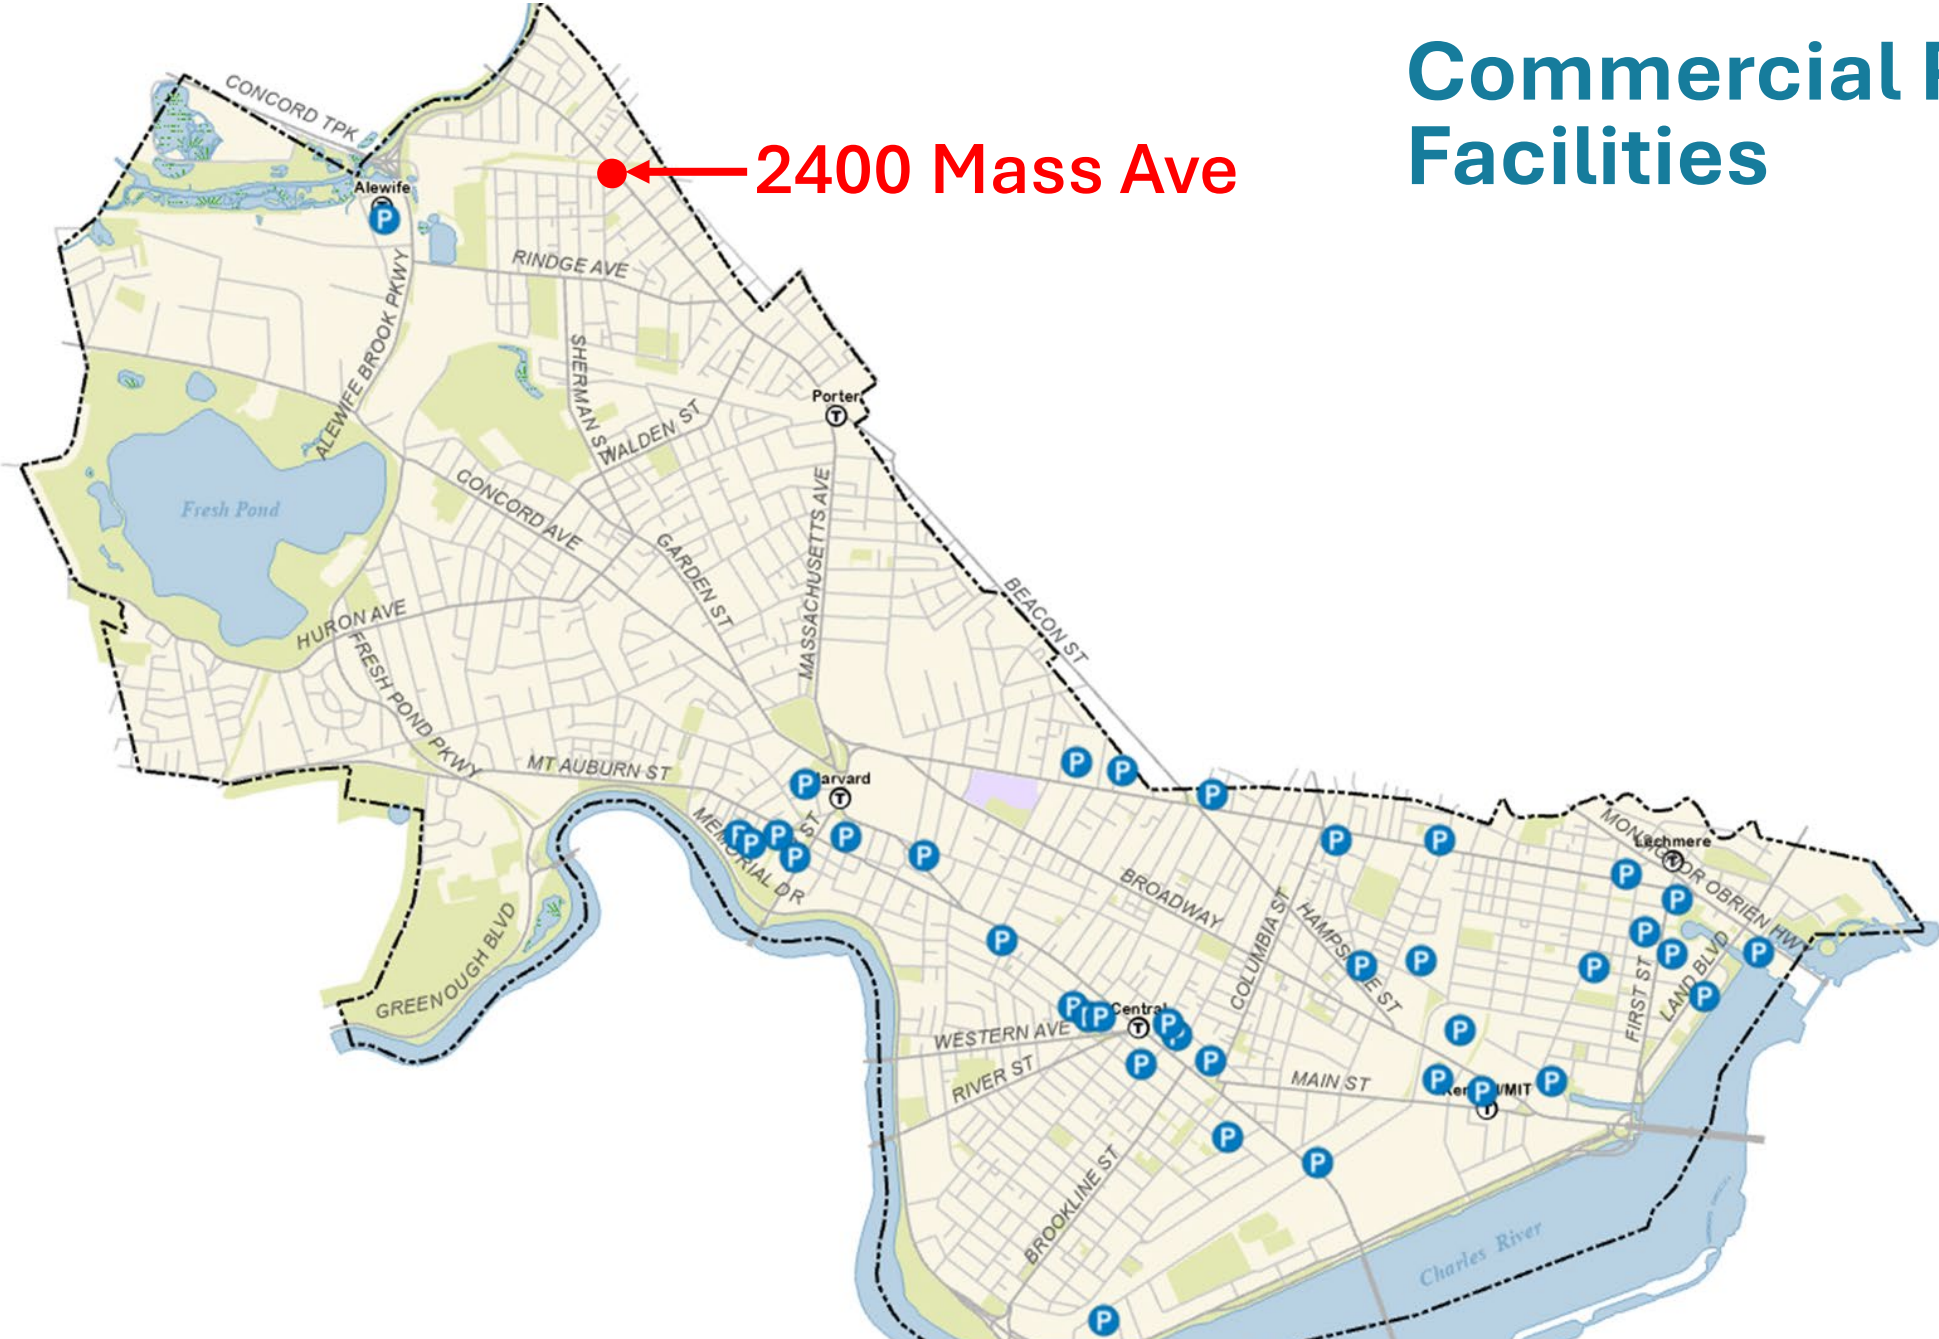 Commercial
Facilities
2400 Mass Ave
CONCORD TPK
Alewife
P
RINDGE AVE
ALEWIFE BROOK PKWY
SHERMAN ST
WALDEN ST
Porter
T
Fresh Pond
CONCORD AVE
GARDEN ST
MASSACHUSETTS AVE
BEACON ST
HURON AVE
FRESH POND PKWY
MT AUBURN ST
P
P
P
P
Harvard
T
MEMORIAL DR
ST
P
P
P
P
P
P
P
P
MONSIGNOR OBRIEN HWY
Lechmere
T
P
P
BROADWAY
COLUMBIA ST
HAMPSHIRE ST
GREENOUGH BLVD
P
P
P
P
P
P
P
P
FIRST ST
LAND BLVD
P
P
P
Central
T
P
WESTERN AVE
RIVER ST
P
P
P
MAIN ST
P
P
Kendall/MIT
T
P
P
P
BROOKLINE ST
Charles River
P